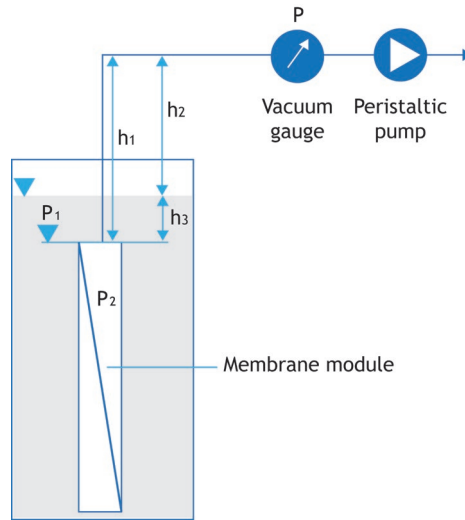 P
Vacuum
gauge
Peristaltic
pump
h1
h2
h3
P1
P2
Membrane module